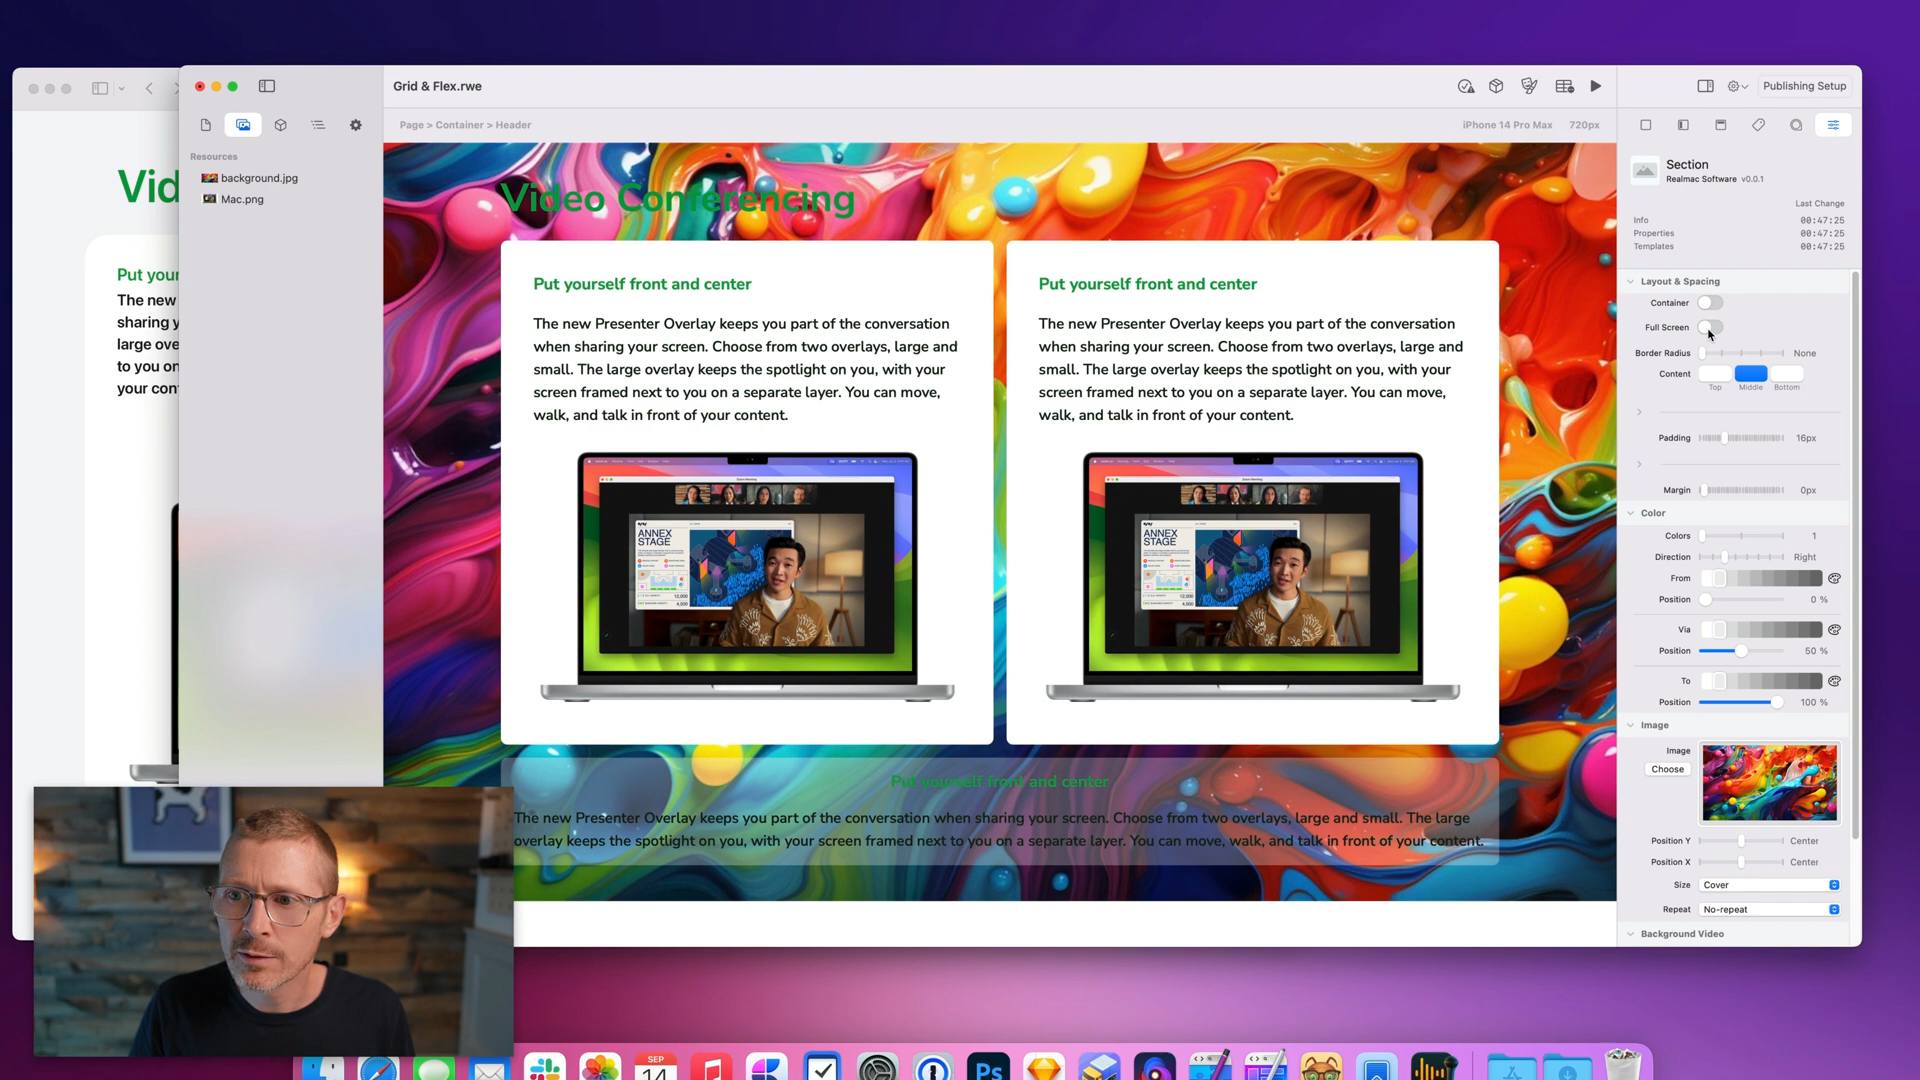 Grid & Flex.rwe
Publishing Setup
Page > Container > Header
iPhone 14 Pro Max 720px
Resources
background.jpg
Mac.png
Vid
Put your
The new
sharing y
large ove
to you on
your con
Video Conferencing
Put yourself front and center
The new Presenter Overlay keeps you part of the conversation
when sharing your screen. Choose from two overlays, large and
small. The large overlay keeps the spotlight on you, with your
screen framed next to you on a separate layer. You can move,
walk, and talk in front of your content.
ANNEX
STAGE
12,000
4,000
Put yourself front and center
The new Presenter Overlay keeps you part of the conversation
when sharing your screen. Choose from two overlays, large and
small. The large overlay keeps the spotlight on you, with your
screen framed next to you on a separate layer. You can move,
walk, and talk in front of your content.
ANNEX
STAGE
12,000
4,000
Put yourself front and center
The new Presenter Overlay keeps you part of the conversation when sharing your screen. Choose from two overlays, large and small. The large
overlay keeps the spotlight on you, with your screen framed next to you on a separate layer. You can move, walk, and talk in front of your content.
Section
Realmac Software v0.0.1
Last Change
Info 00:47:25
Properties 00:47:25
Templates 00:47:25
Layout & Spacing
Container
Full Screen
Border Radius None
Content
Top Middle Bottom
Padding 16px
Margin 0px
Color
Colors 1
Direction Right
From
Position 0 %
Via
Position 50 %
To
Position 100 %
Image
Image
Choose
Position Y Center
Position X Center
Size Cover
Repeat No-repeat
Background Video
SEP
14
Ps